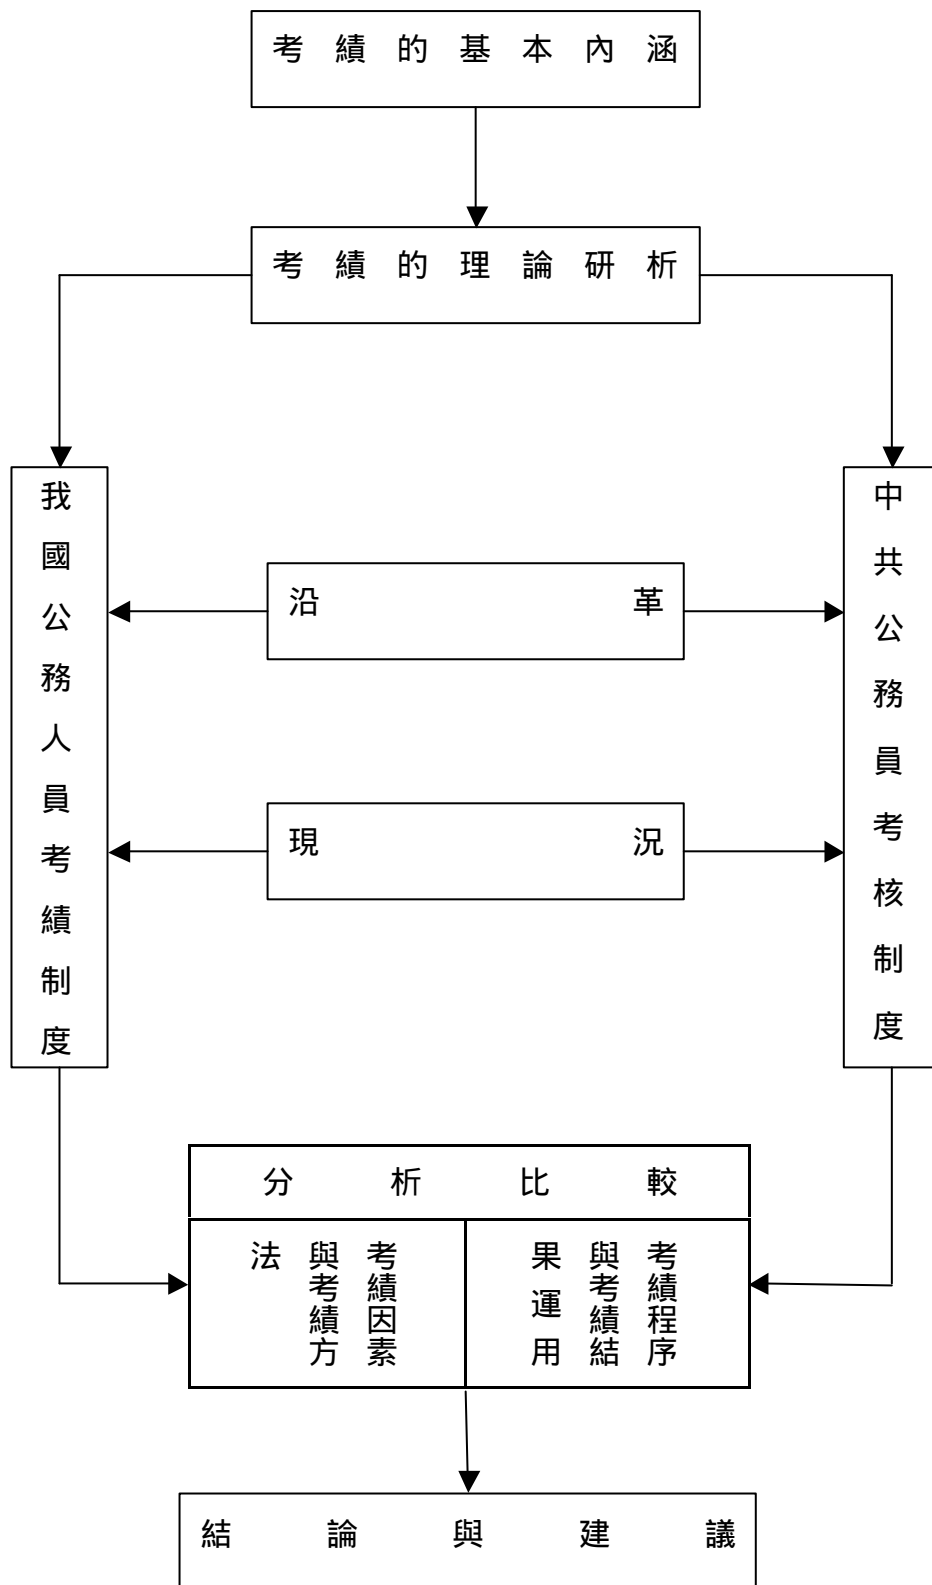 考績的基本內涵
考績的理論研析
我國公務人員考績制度
沿革
現況
中共公務員考核制度
分析比較
考績因素
與考績方
法
考績程序
與考績結
果運用
結論與建議